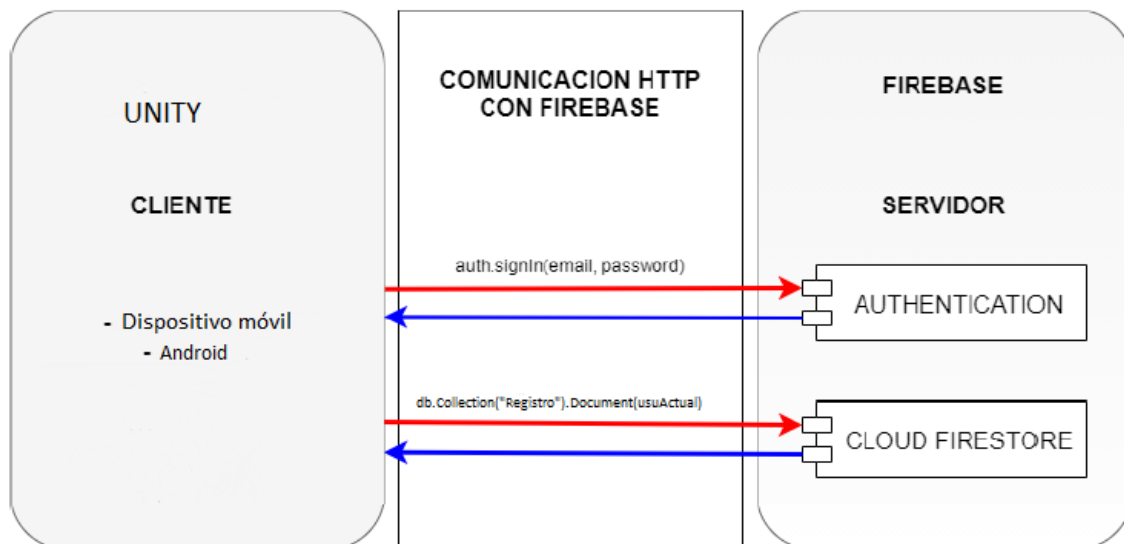 UNITY
CLIENTE
- Dispositivo móvil
- Android
COMUNICACION HTTP
CON FIREBASE
auth.signIn(email, password)
db.Collection("Registro").Document(usuActual)
FIREBASE
SERVIDOR
AUTHENTICATION
CLOUD FIRESTORE